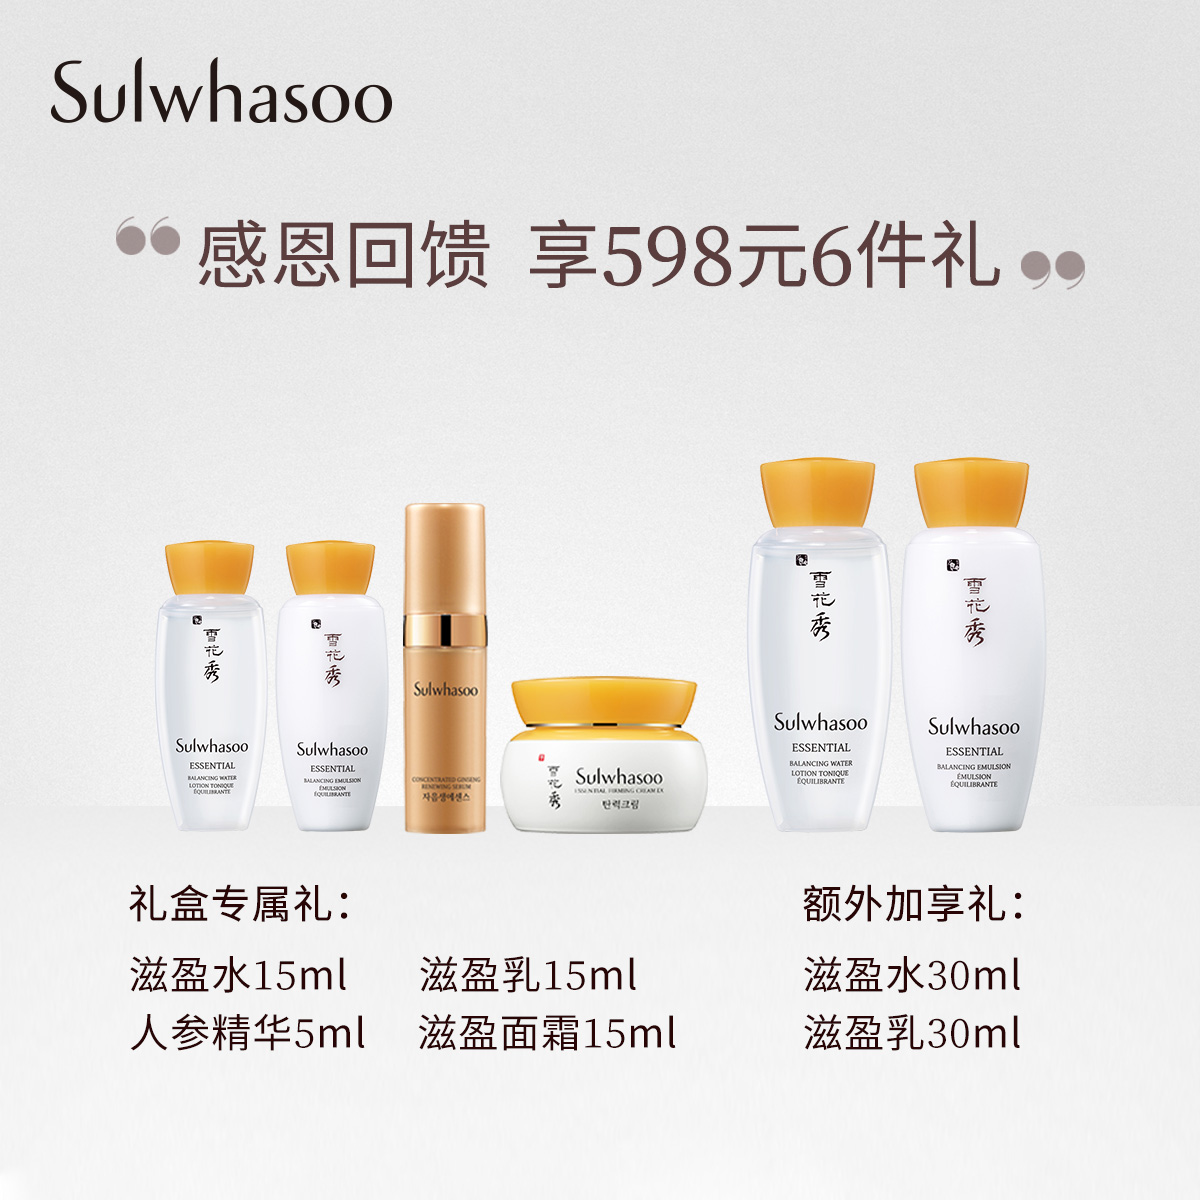 Sulwhasoo
“感恩回馈 享598元6件礼”
雪花秀
Sulwhasoo
ESSENTIAL
BALANCING WATER
LOTION TONIQUE
ÉQUILIBRANTE
雪花秀
Sulwhasoo
ESSENTIAL
BALANCING EMULSION
ÉMULSION
ÉQUILIBRANTE
Sulwhasoo
CONCENTRATED GINSENG
RENEWING SERUM
자음생에센스
雪花秀
Sulwhasoo
ESSENTIAL FIRMING CREAM EX
탄력크림
雪花秀
Sulwhasoo
ESSENTIAL
BALANCING WATER
LOTION TONIQUE
ÉQUILIBRANTE
雪花秀
Sulwhasoo
ESSENTIAL
BALANCING EMULSION
ÉMULSION
ÉQUILIBRANTE
礼盒专属礼：
滋盈水15ml 滋盈乳15ml
人参精华5ml 滋盈面霜15ml
额外加享礼：
滋盈水30ml
滋盈乳30ml